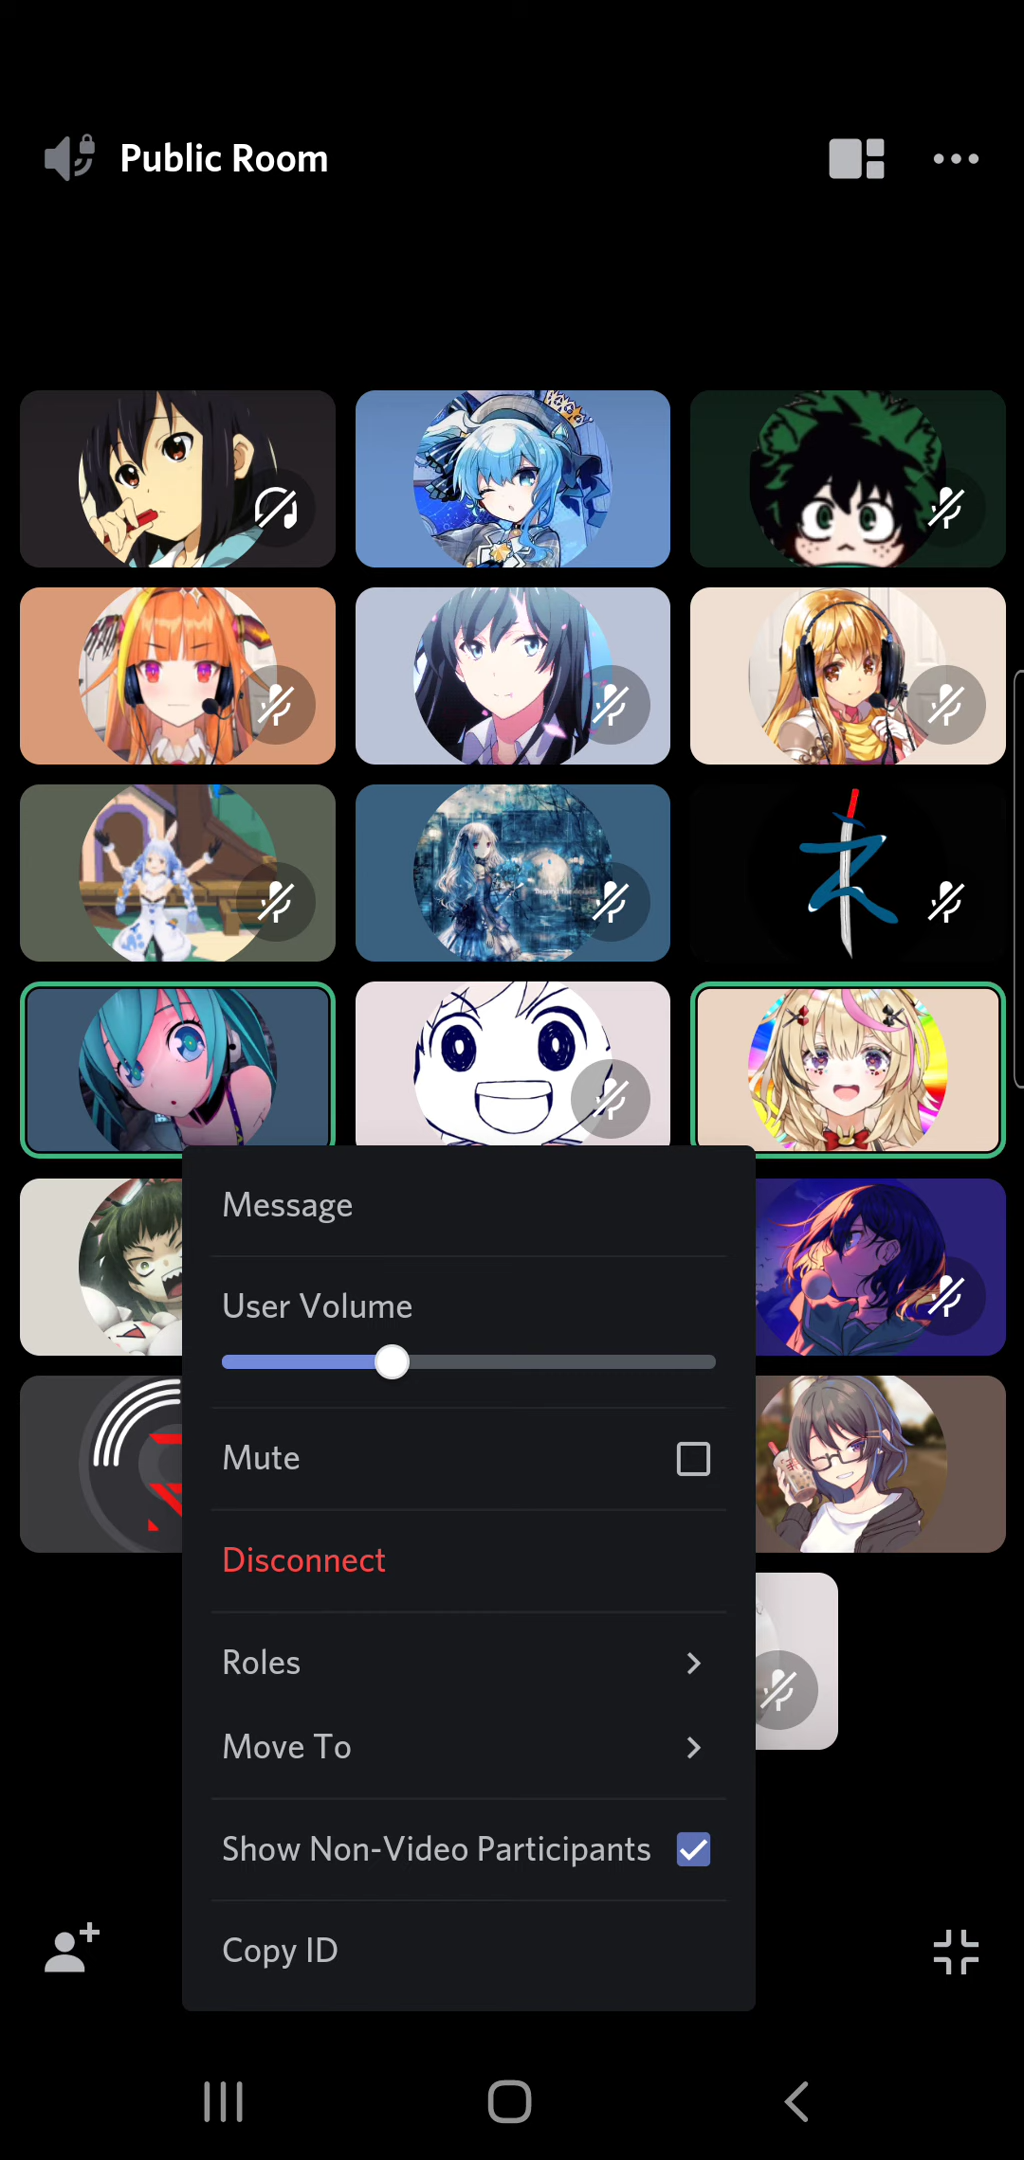 Public Room
Message
User Volume
Mute
Disconnect
Roles
Move To
Show Non-Video Participants
Copy ID